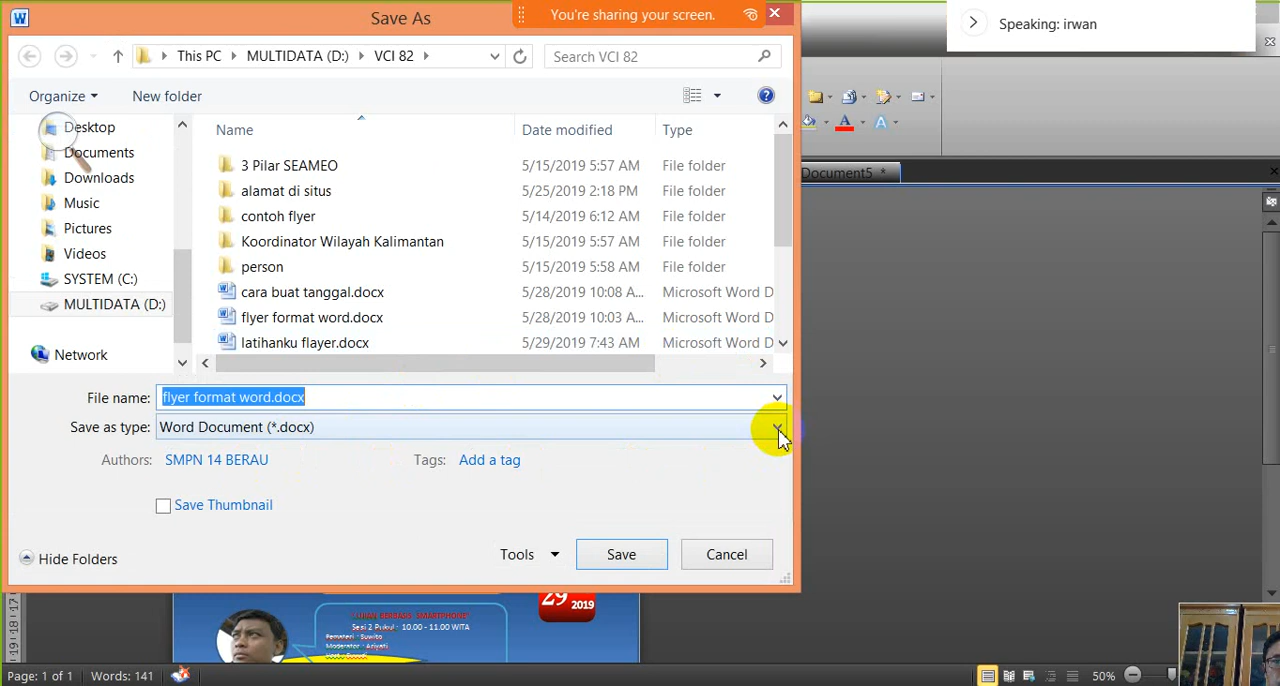 Save As
You're sharing your screen.
Speaking: irwan
This PC
MULTIDATA (D:)
VCI 82
Search VCI 82
Organize
New folder
Desktop
Documents
Downloads
Music
Pictures
Videos
SYSTEM (C:)
MULTIDATA (D:)
Network
Name
Date modified
Type
3 Pilar SEAMEO 5/15/2019 5:57 AM File folder
alamat di situs 5/25/2019 2:18 PM File folder
contoh flyer 5/14/2019 6:12 AM File folder
Koordinator Wilayah Kalimantan 5/15/2019 5:57 AM File folder
person 5/15/2019 5:58 AM File folder
cara buat tanggal.docx 5/28/2019 10:08 A... Microsoft Word D
flyer format word.docx 5/28/2019 10:03 A... Microsoft Word D
latihanku flayer.docx 5/29/2019 7:43 AM Microsoft Word D
Document5 *
File name: flyer format word.docx
Save as type: Word Document (*.docx)
Authors: SMPN 14 BERAU
Tags: Add a tag
Save Thumbnail
Hide Folders
Tools
Save
Cancel
29 2019
UJIAN BERBASIS SMARTPHONE
Sesi 2 Pukul : 10.00 - 11.00 WITA
Pemateri : Suwito
Moderator : Ariyati
Page: 1 of 1
Words: 141
50%